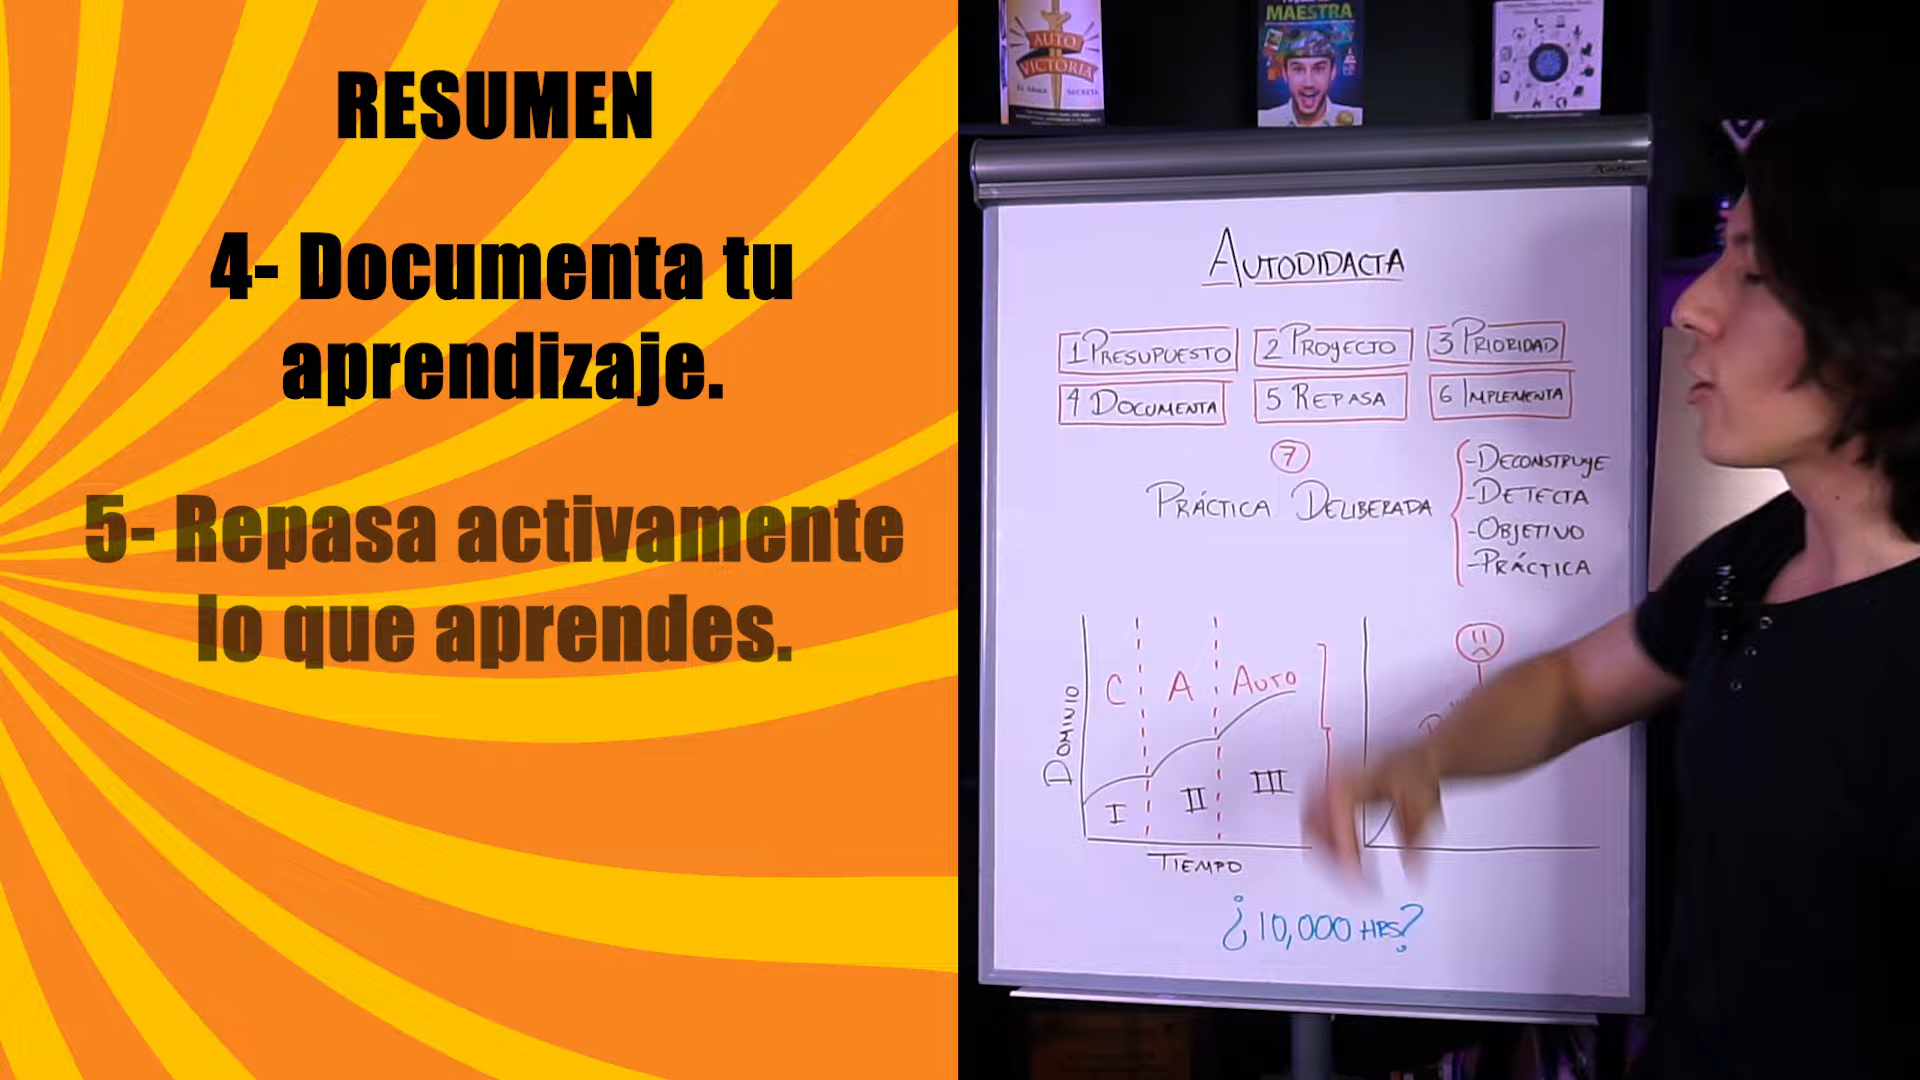 RESUMEN
4- Documenta tu
aprendizaje.
5- Repasa activamente
lo que aprendes.
AUTO
VICTORIA
MAESTRA
AUTODIDACTA
1 PRESUPUESTO
2 PROYECTO
3 PRIORIDAD
4 DOCUMENTA
5 REPASA
6 IMPLEMENTA
7
PRÁCTICA DELIBERADA
-DECONSTRUYE
-DETECTA
-OBJETIVO
-PRÁCTICA
DOMINIO
C A AUTO
I II III
TIEMPO
¿10,000 HRS?